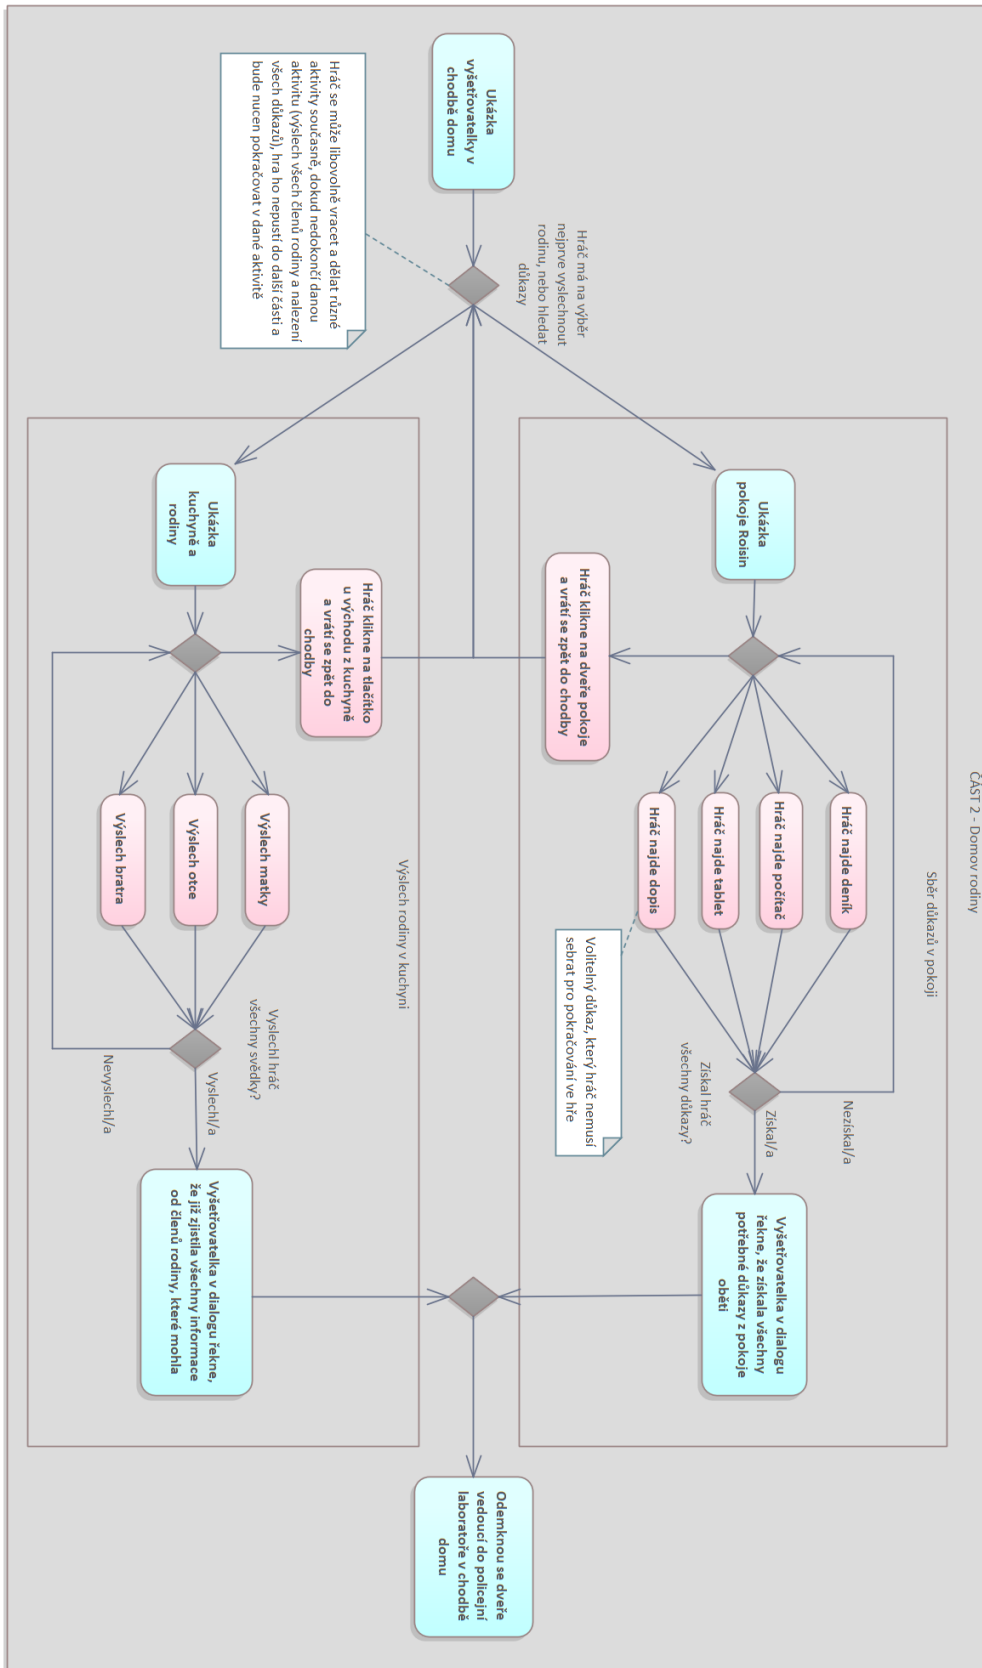 ČÁST 2 - Domov rodiny
Ukázka
vyšetřovatelky v
chodbě domu
Hráč má na výběr
nejprve vyslechnout
rodinu, nebo hledat
důkazy
Hráč se může libovolně vracet a dělat různé
aktivity současně, dokud nedokončí danou
aktivitu (výslech všech členů rodiny a nalezení
všech důkazů), hra ho nepustí do další části a
bude nucen pokračovat v dané aktivitě
Sběr důkazů v pokoji
Ukázka
pokoje Roisin
Hráč klikne na dveře pokoje
a vrátí se zpět do chodby
Hráč najde deník
Hráč najde počítač
Hráč najde tablet
Hráč najde dopis
Volitelný důkaz, který hráč nemusí
sebrat pro pokračování ve hře
Získal hráč
všechny důkazy?
Nezískal/a
Získal/a
Vyšetřovatelka v dialogu
řekne, že získala všechny
potřebné důkazy z pokoje
oběti
Výslech rodiny v kuchyni
Ukázka
kuchyně a
rodiny
Hráč klikne na tlačítko
u východu z kuchyně
a vrátí se zpět do
chodby
Výslech matky
Výslech otce
Výslech bratra
Vyslechl hráč
všechny svědky?
Vyslechl/a
Nevyslechl/a
Vyšetřovatelka v dialogu řekne,
že již zjistila všechny informace
od členů rodiny, které mohla
Odemknou se dveře
vedoucí do policejní
laboratoře v chodbě
domu